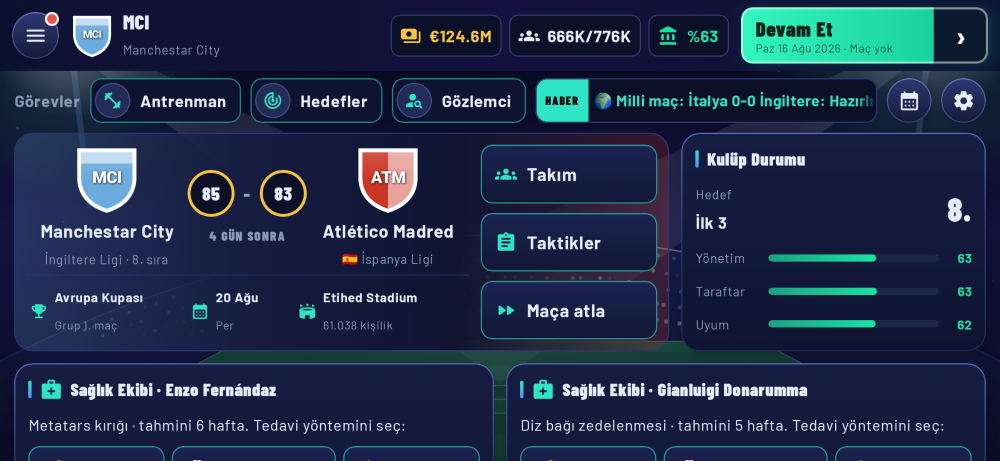 MCI
MCI
Manchestar City
€124.6M
666K/776K
%63
Devam Et
Paz 16 Ağu 2026 · Maç yok
Görevler
Antrenman
Hedefler
Gözlemci
HABER
Milli maç: İtalya 0-0 İngiltere: Hazırlı
MCI
85 - 83
ATM
4 GÜN SONRA
Manchestar City
Atlético Madred
İngiltere Ligi · 8. sıra
İspanya Ligi
Avrupa Kupası
Grup 1. maç
20 Ağu
Per
Etihed Stadium
61.038 kişilik
Takım
Taktikler
Maça atla
Kulüp Durumu
Hedef
İlk 3
8.
Yönetim 63
Taraftar 63
Uyum 62
Sağlık Ekibi · Enzo Fernández
Metatars kırığı · tahmini 6 hafta. Tedavi yöntemini seç:
Sağlık Ekibi · Gianluigi Donarumma
Diz bağı zedelenmesi · tahmini 5 hafta. Tedavi yöntemini seç: